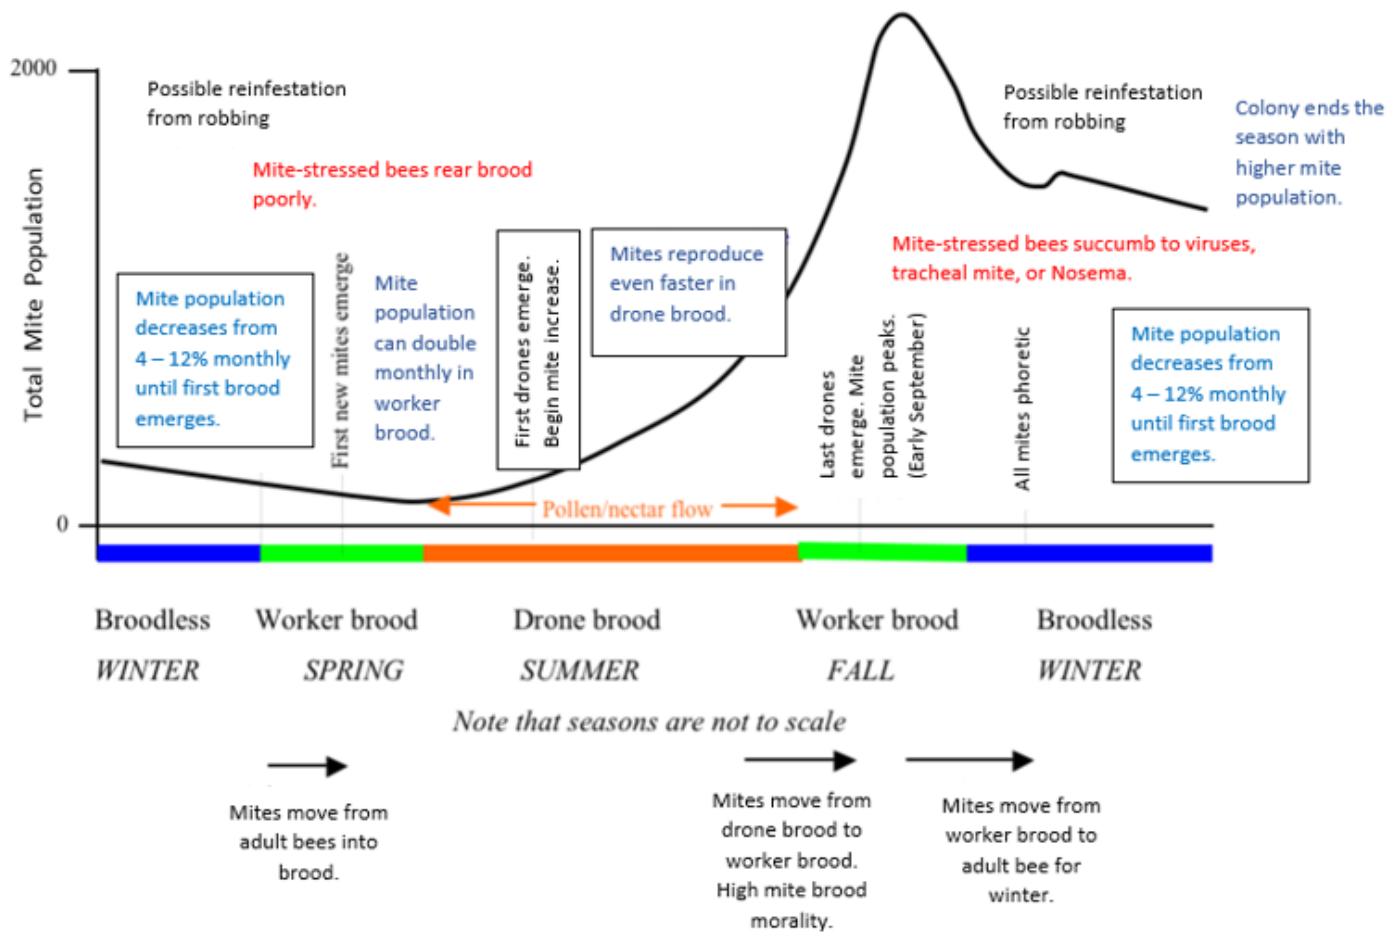 2000
Total Mite Population
0
Possible reinfestation
from robbing
Mite-stressed bees rear brood
poorly.
Mite population
decreases from
4 – 12% monthly
until first brood
emerges.
First new mites emerge
Mite
population
can double
monthly in
worker
brood.
First drones emerge.
Begin mite increase.
Mites reproduce
even faster in
drone brood.
Pollen/nectar flow
Possible reinfestation
from robbing
Colony ends the
season with
higher mite
population.
Mite-stressed bees succumb to viruses,
tracheal mite, or Nosema.
Last drones
emerge. Mite
population peaks.
(Early September)
All mites phoretic
Mite population
decreases from
4 – 12% monthly
until first brood
emerges.
Broodless
WINTER
Worker brood
SPRING
Drone brood
SUMMER
Worker brood
FALL
Broodless
WINTER
Note that seasons are not to scale
Mites move from
adult bees into
brood.
Mites move from
drone brood to
worker brood.
High mite brood
morality.
Mites move from
worker brood to
adult bee for
winter.